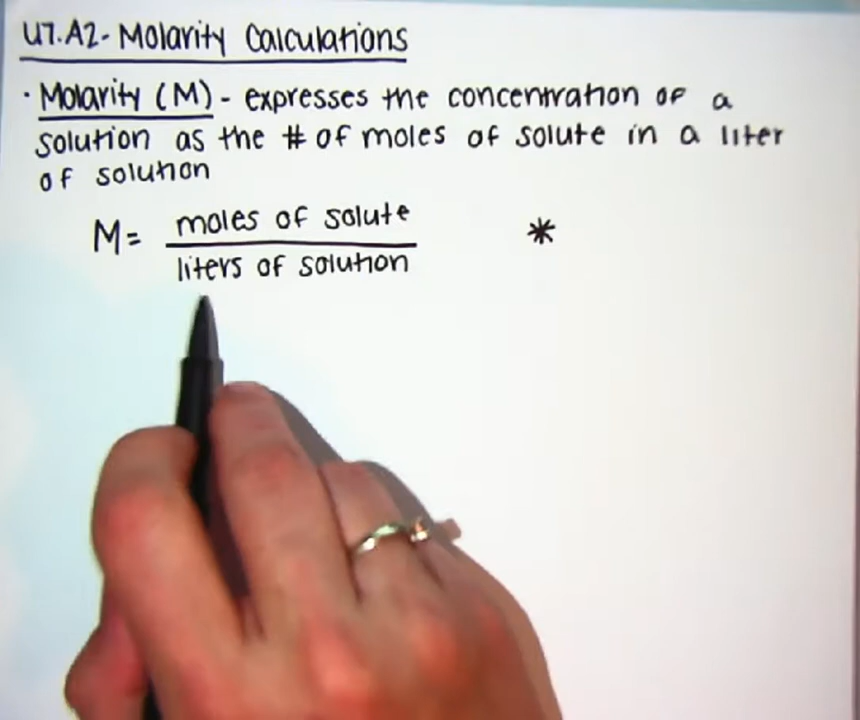 U7.A2- Molarity Calculations
· Molarity (M) - expresses the concentration of a
solution as the # of moles of solute in a liter
of solution
M= moles of solute
liters of solution
*